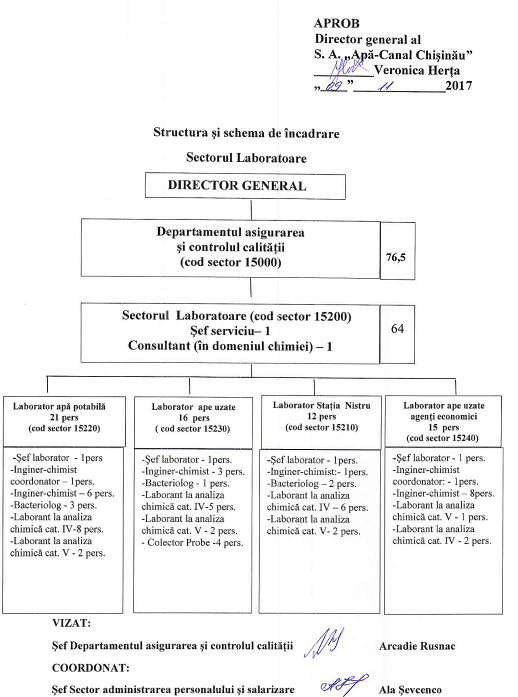 APROB
Director general al
S. A. „Apă-Canal Chişinău”
__________Veronica Herţa
„ 09 ” 11 2017
Structura şi schema de încadrare
Sectorul Laboratoare
DIRECTOR GENERAL
Departamentul asigurarea
şi controlul calităţii
(cod sector 15000)
76,5
Sectorul Laboratoare (cod sector 15200)
Şef serviciu– 1
Consultant (în domeniul chimiei) – 1
64
Laborator apă potabilă
21 pers
(cod sector 15220)
-Şef laborator - 1pers
-Inginer-chimist
coordonator – 1pers.
-Inginer-chimist – 6 pers.
-Bacteriolog - 3 pers.
-Laborant la analiza
chimică cat. IV-8 pers.
-Laborant la analiza
chimică cat. V - 2 pers.
Laborator ape uzate
16 pers
( cod sector 15230)
-Şef laborator - 1pers.
-Inginer-chimist - 3 pers.
-Bacteriolog - 1 pers.
-Laborant la analiza
chimică cat. IV-5 pers.
-Laborant la analiza
chimică cat. V - 2 pers.
- Colector Probe -4 pers.
Laborator Staţia Nistru
12 pers
(cod sector 15210)
-Şef laborator - 1pers.
-Inginer-chimist:- 1pers.
-Bacteriolog – 2 pers.
-Laborant la analiza
chimică cat. IV – 6 pers.
-Laborant la analiza
chimică cat. V- 2 pers.
Laborator ape uzate
agenţi economici
15 pers
(cod sector 15240)
-Şef laborator - 1 pers.
-Inginer-chimist
coordonator: - 1pers.
-Inginer-chimist – 8pers.
-Laborant la analiza
chimică cat. V - 1 pers.
-Laborant la analiza
chimică cat. IV - 2 pers.
VIZAT:
Şef Departamentul asigurarea şi controlul calităţii Arcadie Rusnac
COORDONAT:
Şef Sector administrarea personalului şi salarizare Ala Şevcenco